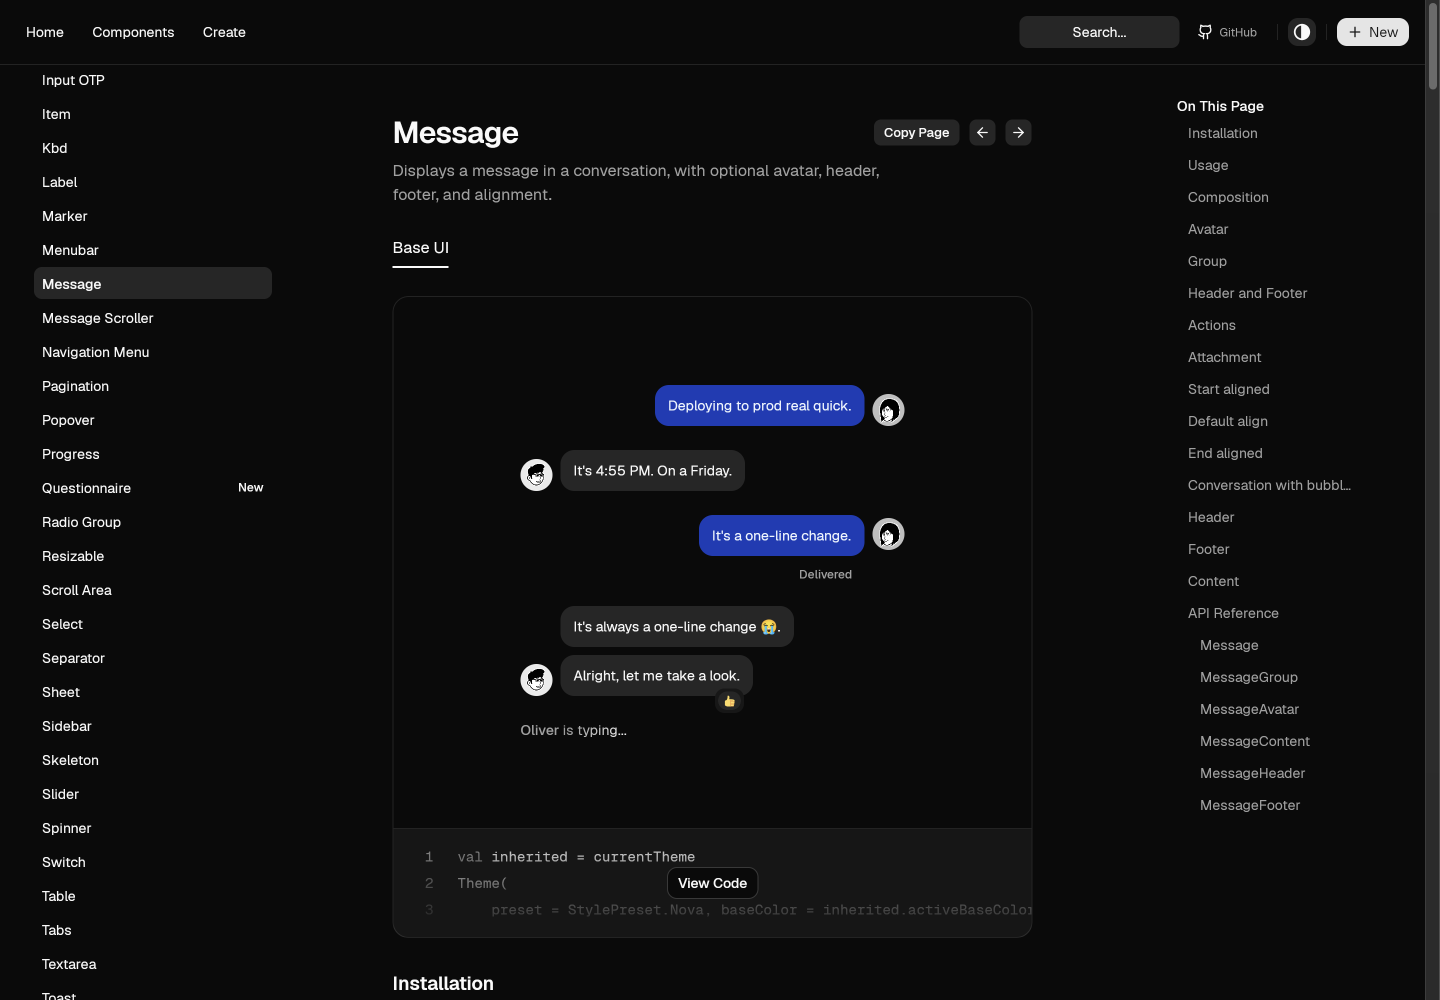 Home
Components
Create
Search...
GitHub
New
Input OTP
Item
Kbd
Label
Marker
Menubar
Message
Message Scroller
Navigation Menu
Pagination
Popover
Progress
Questionnaire
New
Radio Group
Resizable
Scroll Area
Select
Separator
Sheet
Sidebar
Skeleton
Slider
Spinner
Switch
Table
Tabs
Textarea
Toast
Message
Copy Page
Displays a message in a conversation, with optional avatar, header,
footer, and alignment.
Base UI
Deploying to prod real quick.
It's 4:55 PM. On a Friday.
It's a one-line change.
Delivered
It's always a one-line change 😭.
Alright, let me take a look.
👍
Oliver is typing...
1 val inherited = currentTheme
2 Theme(
View Code
3 preset = StylePreset.Nova, baseColor = inherited.activeBaseColor
Installation
On This Page
Installation
Usage
Composition
Avatar
Group
Header and Footer
Actions
Attachment
Start aligned
Default align
End aligned
Conversation with bubbl...
Header
Footer
Content
API Reference
Message
MessageGroup
MessageAvatar
MessageContent
MessageHeader
MessageFooter